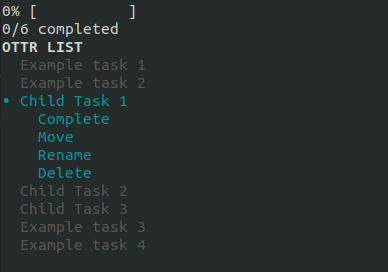 0% [          ]
0/6 completed
OTTR LIST
  Example task 1
  Example task 2
• Child Task 1
    Complete
    Move
    Rename
    Delete
  Child Task 2
  Child Task 3
  Example task 3
  Example task 4